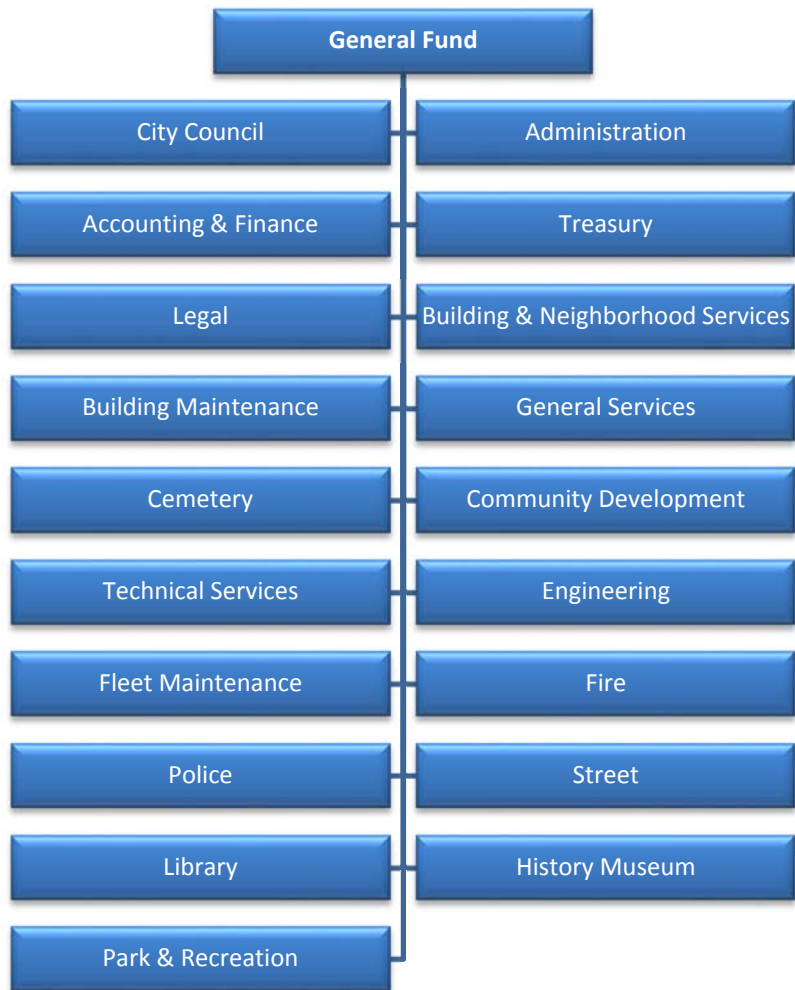 General Fund
City Council
Administration
Accounting & Finance
Treasury
Legal
Building & Neighborhood Services
Building Maintenance
General Services
Cemetery
Community Development
Technical Services
Engineering
Fleet Maintenance
Fire
Police
Street
Library
History Museum
Park & Recreation